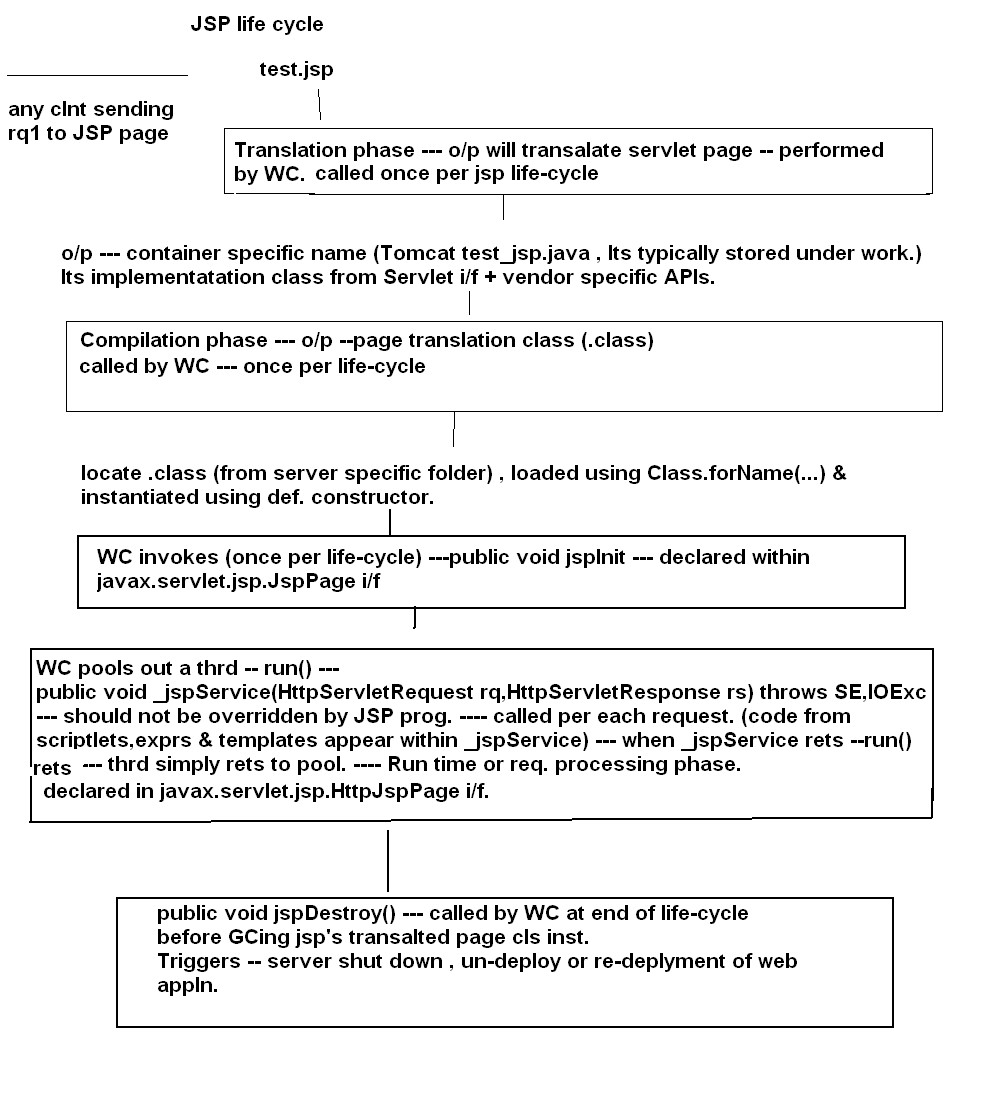 JSP life cycle
test.jsp
any clnt sending
rq1 to JSP page
Translation phase --- o/p will transalate servlet page -- performed
by WC. called once per jsp life-cycle
o/p --- container specific name (Tomcat test_jsp.java , Its typically stored under work.)
Its implementatation class from Servlet i/f + vendor specific APIs.
Compilation phase --- o/p --page translation class (.class)
called by WC --- once per life-cycle
locate .class (from server specific folder) , loaded using Class.forName(...) &
instantiated using def. constructor.
WC invokes (once per life-cycle) ---public void jspInit --- declared within
javax.servlet.jsp.JspPage i/f
WC pools out a thrd -- run() ---
public void _jspService(HttpServletRequest rq,HttpServletResponse rs) throws SE,IOExc
--- should not be overridden by JSP prog. ---- called per each request. (code from
scriptlets,exprs & templates appear within _jspService) --- when _jspService rets --run()
rets --- thrd simply rets to pool. ---- Run time or req. processing phase.
declared in javax.servlet.jsp.HttpJspPage i/f.
public void jspDestroy() --- called by WC at end of life-cycle
before GCing jsp's transalted page cls inst.
Triggers -- server shut down , un-deploy or re-deplyment of web
appln.